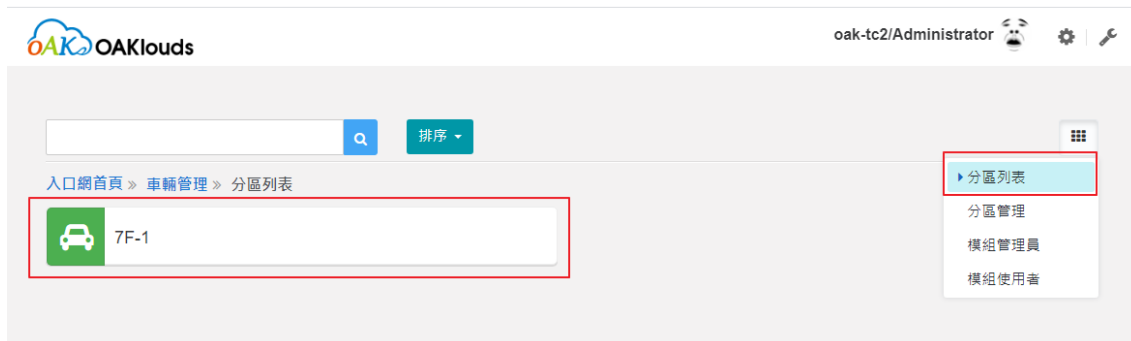 OAK OAKlouds
oak-tc2/Administrator
排序
入口網首頁 » 車輛管理 » 分區列表
7F-1
分區列表
分區管理
模組管理員
模組使用者